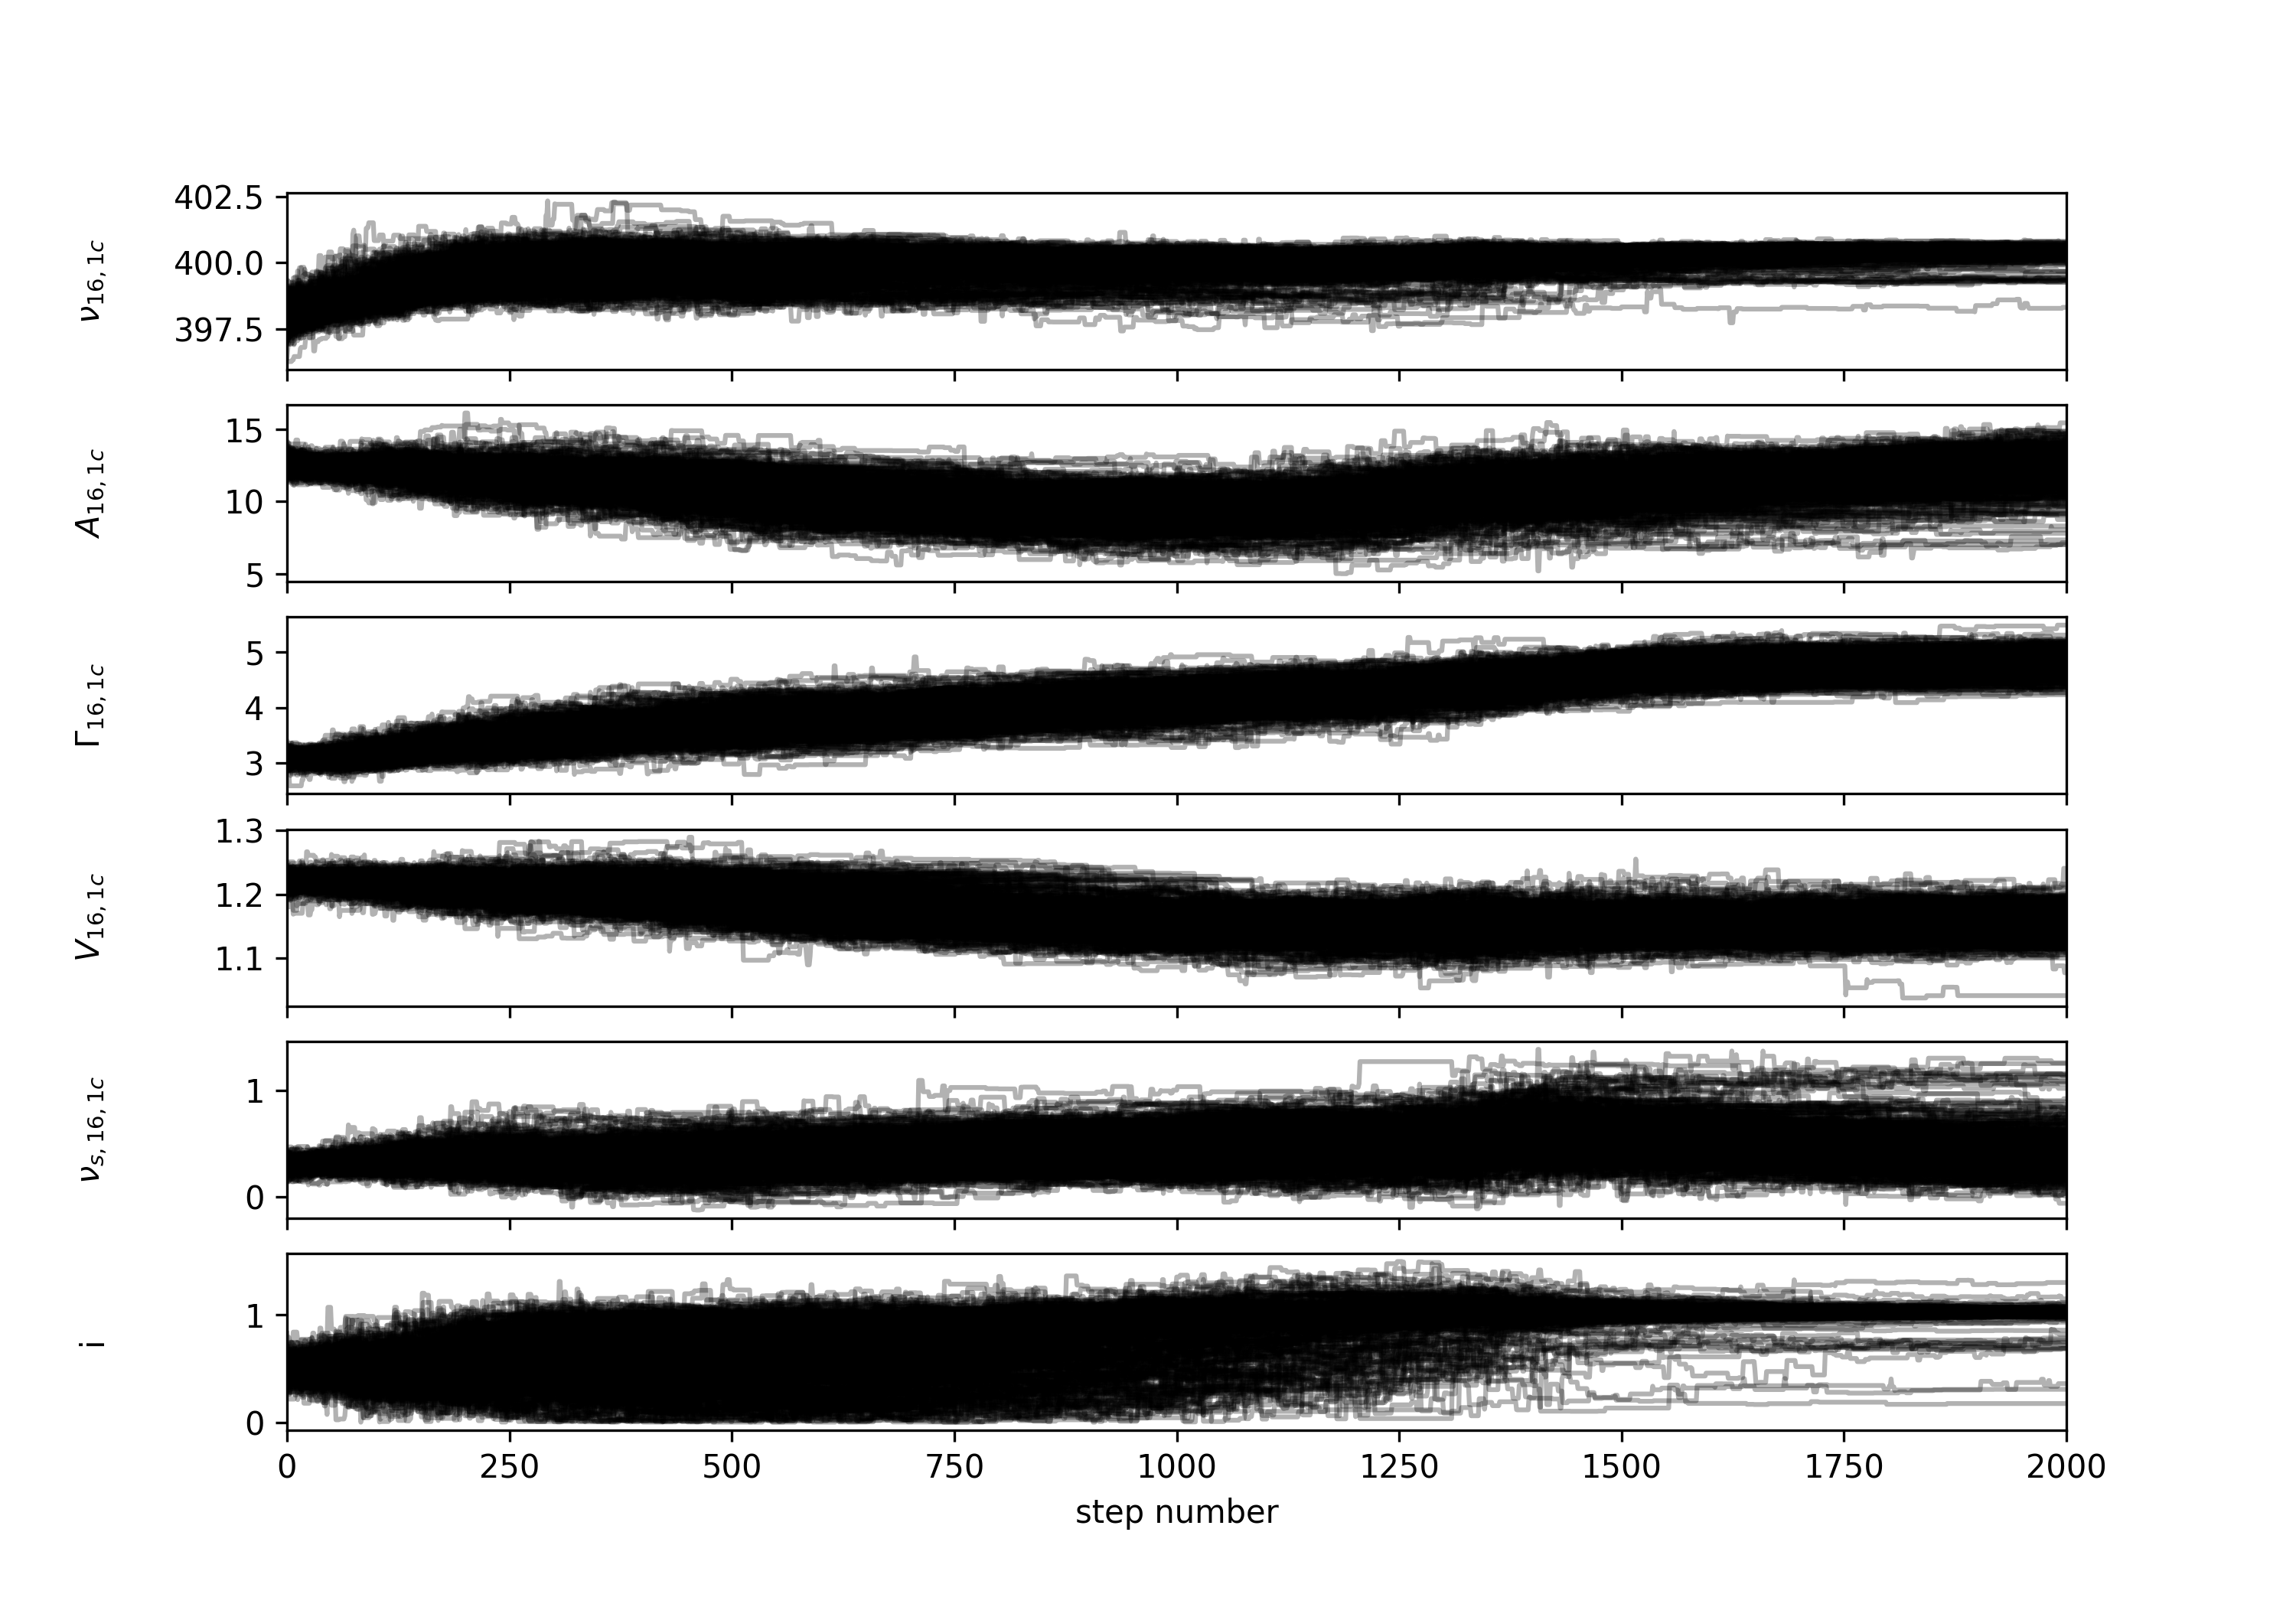 402.5
400.0
397.5
ν16, 1c
15
10
5
A16, 1c
5
4
3
Γ16, 1c
1.3
1.2
1.1
V16, 1c
1
0
νs, 16, 1c
1
0
i
0 250 500 750 1000 1250 1500 1750 2000
step number